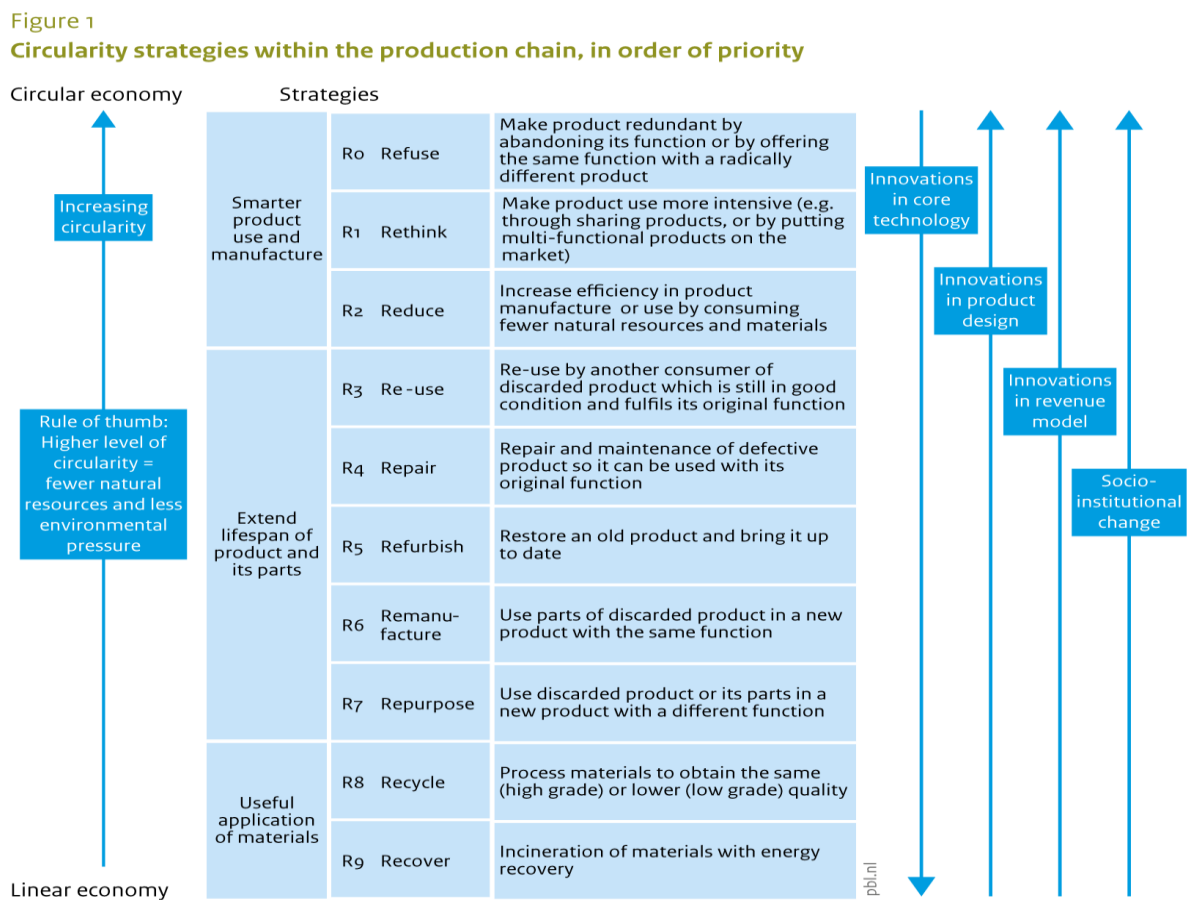 Figure 1
Circularity strategies within the production chain, in order of priority
Circular economy
Strategies
Increasing
circularity
Rule of thumb:
Higher level of
circularity =
fewer natural
resources and less
environmental
pressure
Linear economy
Smarter
product
use and
manufacture
R0 Refuse
Make product redundant by
abandoning its function or by offering
the same function with a radically
different product
R1 Rethink
Make product use more intensive (e.g.
through sharing products, or by putting
multi-functional products on the
market)
R2 Reduce
Increase efficiency in product
manufacture or use by consuming
fewer natural resources and materials
Extend
lifespan of
product and
its parts
R3 Re-use
Re-use by another consumer of
discarded product which is still in good
condition and fulfils its original function
R4 Repair
Repair and maintenance of defective
product so it can be used with its
original function
R5 Refurbish
Restore an old product and bring it up
to date
R6 Remanu-
facture
Use parts of discarded product in a new
product with the same function
R7 Repurpose
Use discarded product or its parts in a
new product with a different function
Useful
application
of materials
R8 Recycle
Process materials to obtain the same
(high grade) or lower (low grade) quality
R9 Recover
Incineration of materials with energy
recovery
Innovations
in core
technology
Innovations
in product
design
Innovations
in revenue
model
Socio-
institutional
change
pbl.nl